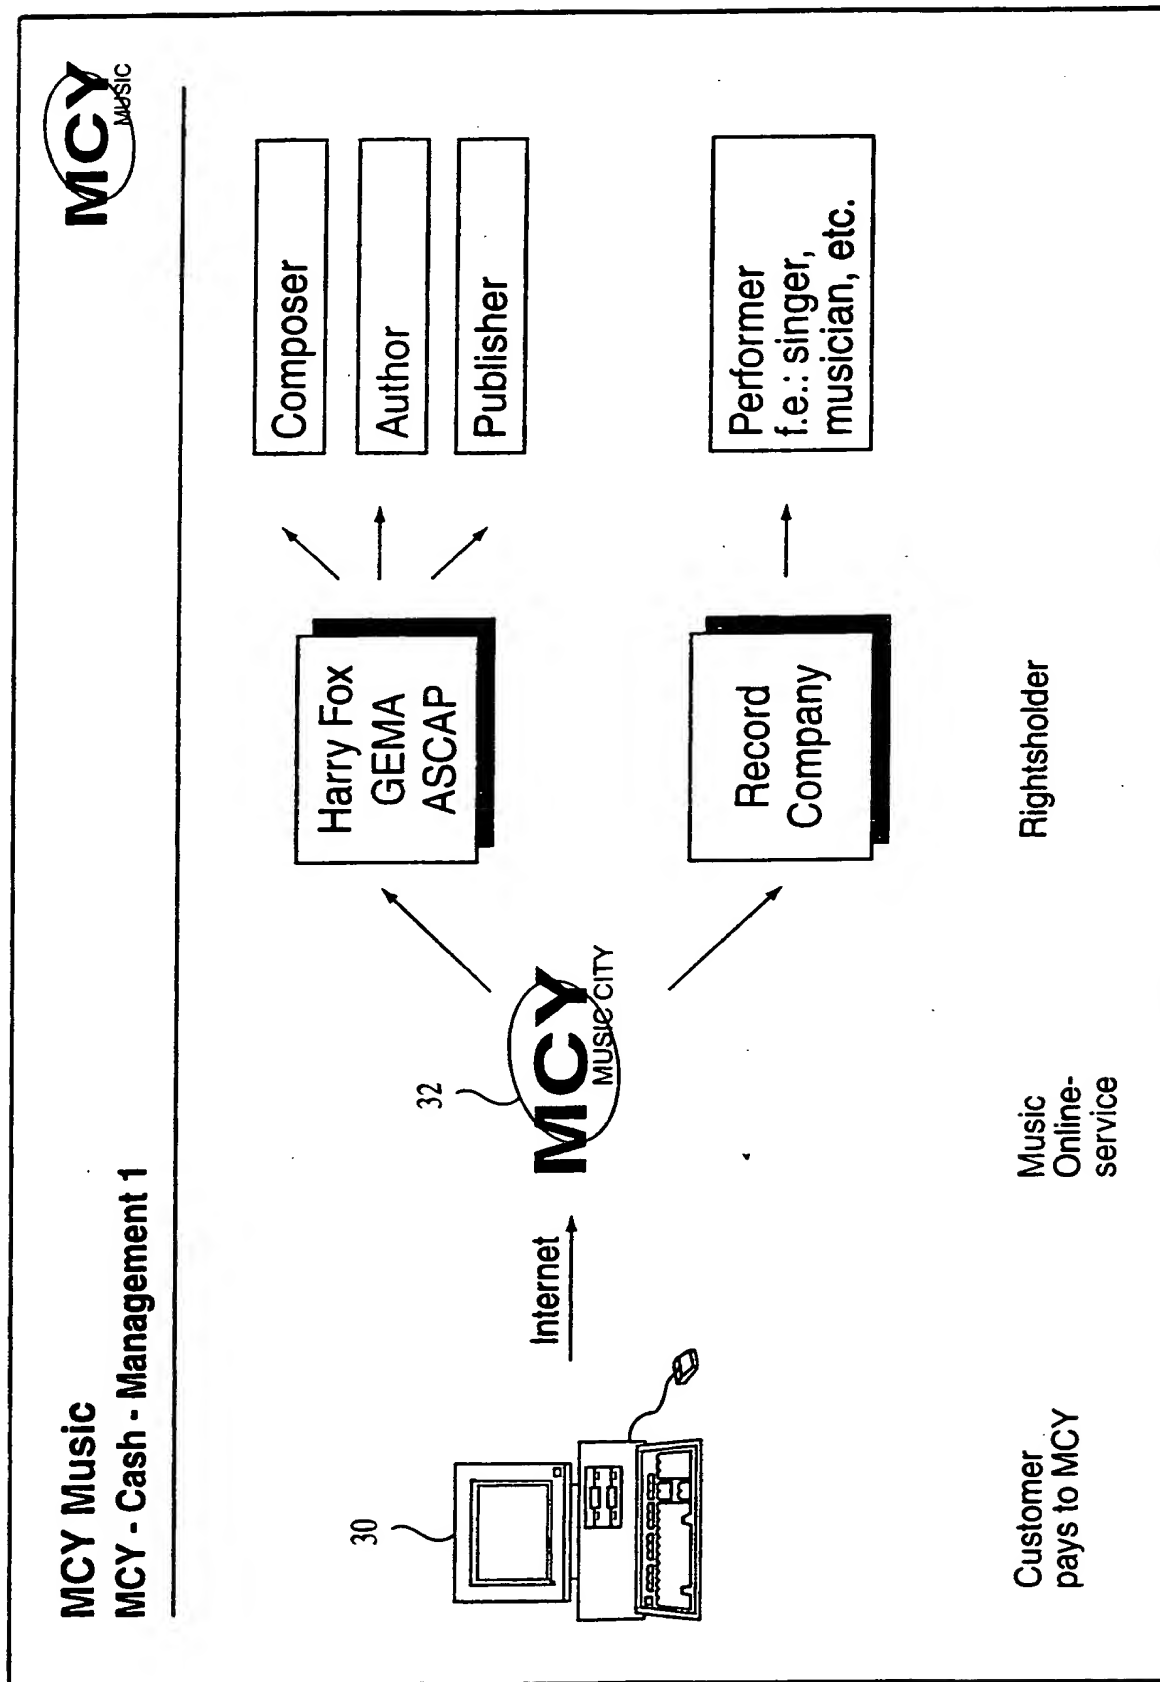 MCY Music
MCY - Cash - Management 1
MCY
MUSIC
30
Internet
32
MCY
MUSIC CITY
Harry Fox
GEMA
ASCAP
Composer
Author
Publisher
Record
Company
Performer
f.e.: singer,
musician, etc.
Customer
pays to MCY
Music
Online-
service
Rightsholder